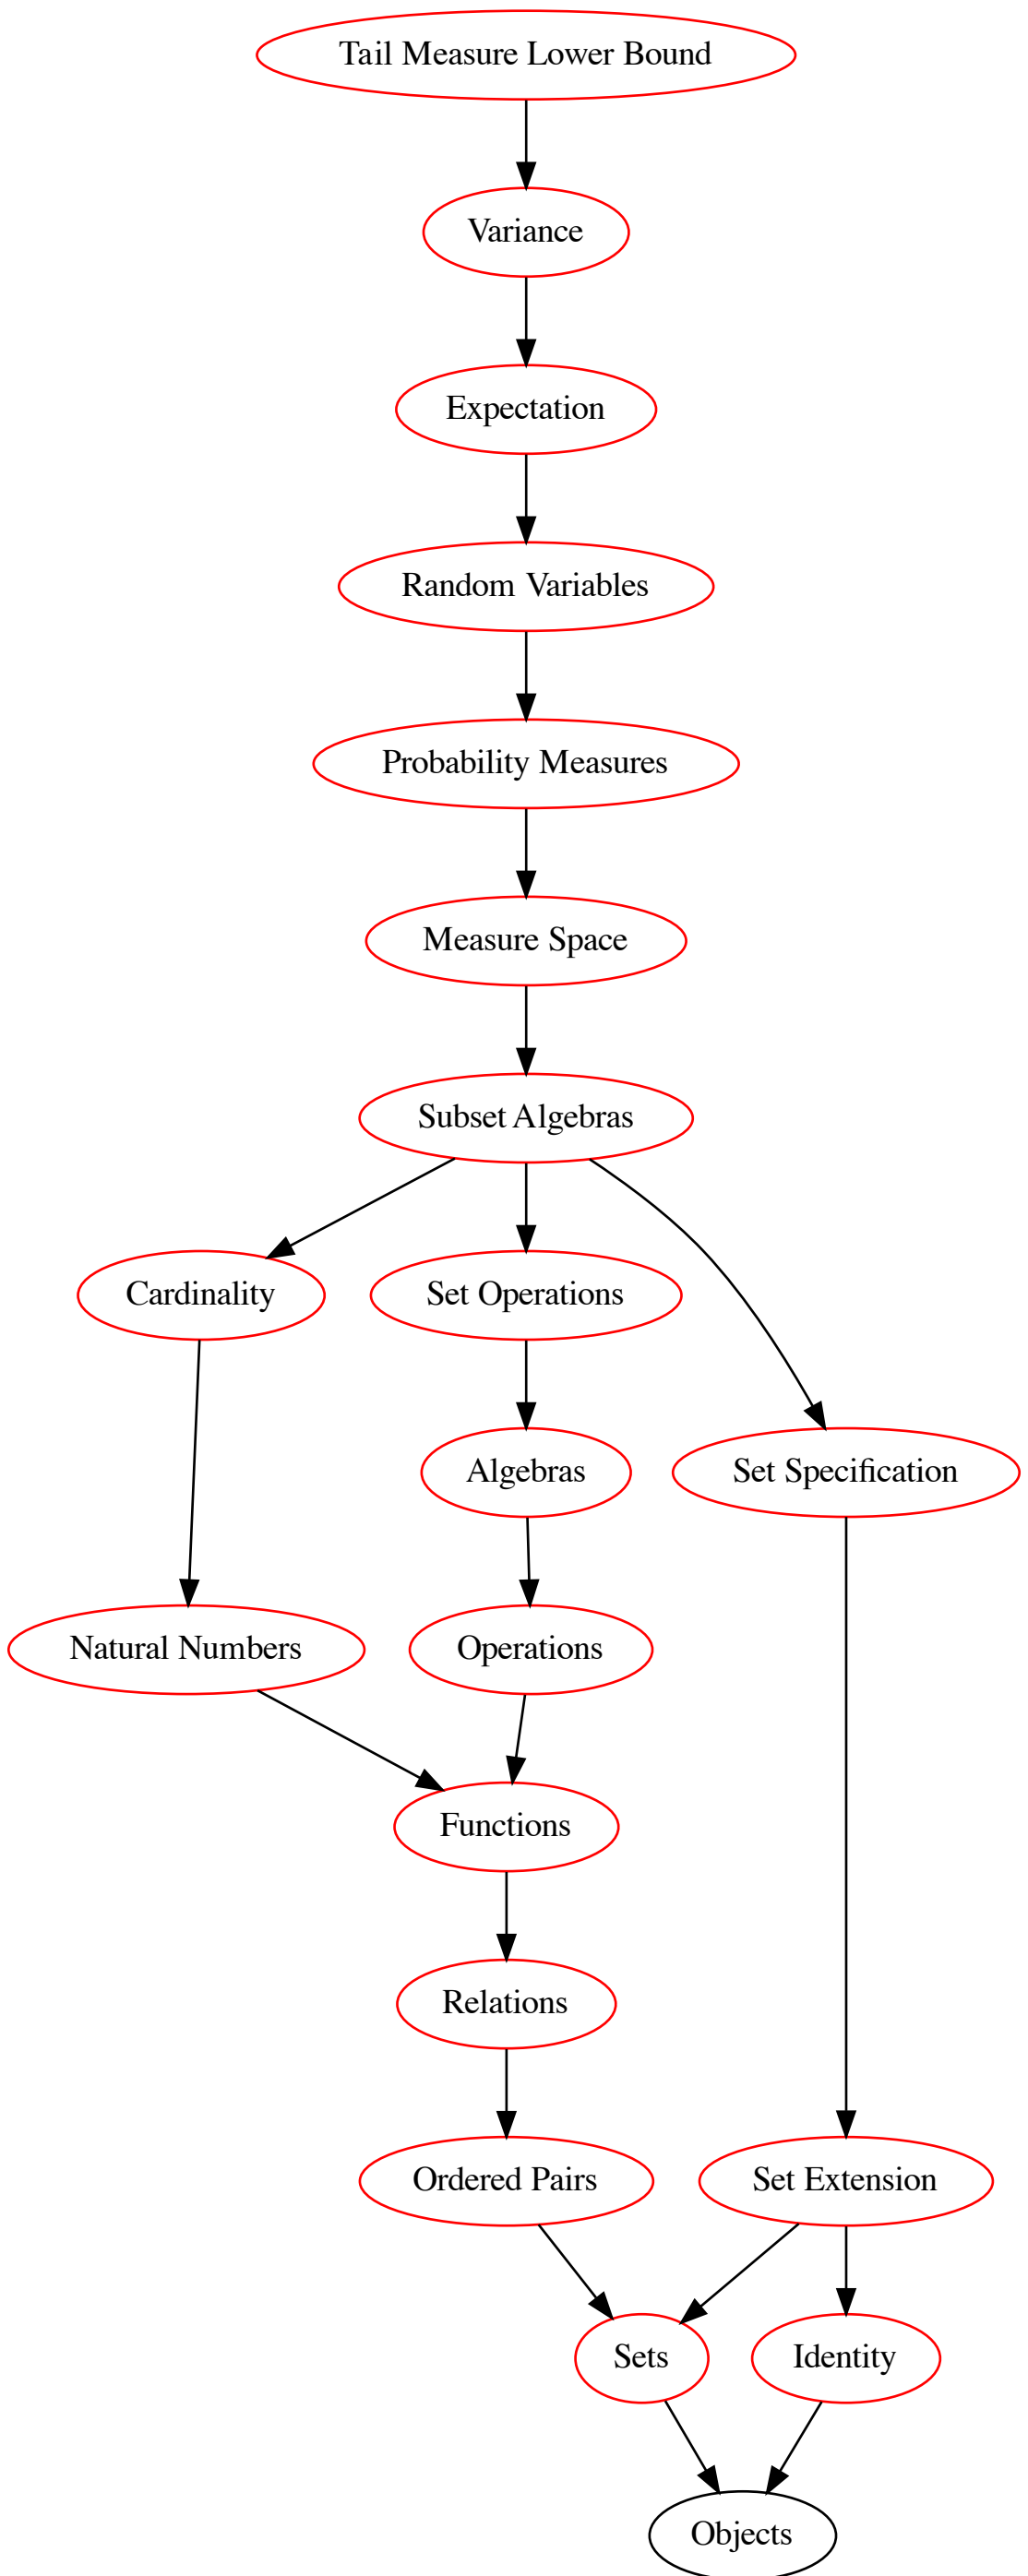 Tail Measure Lower Bound
Variance
Expectation
Random Variables
Probability Measures
Measure Space
Subset Algebras
Cardinality
Set Operations
Algebras
Set Specification
Natural Numbers
Operations
Functions
Relations
Ordered Pairs
Set Extension
Sets
Identity
Objects